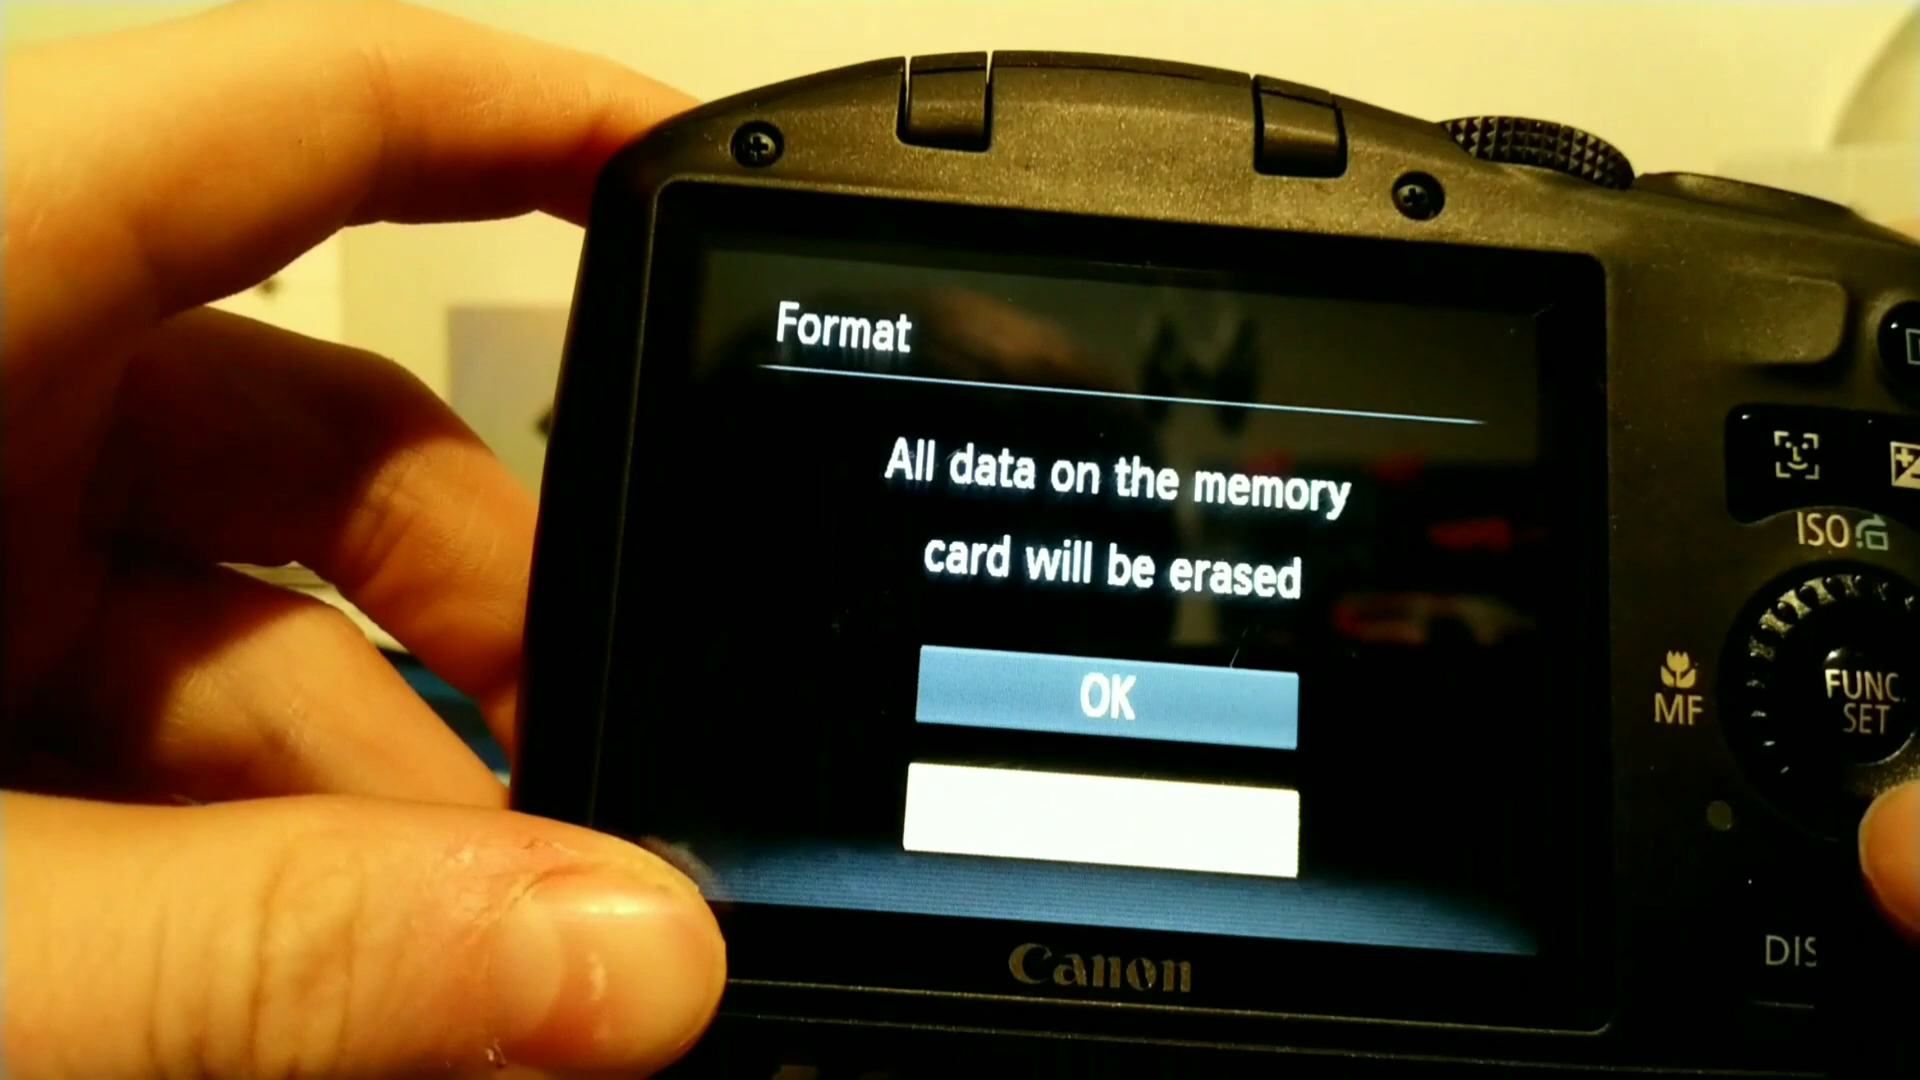 Format
All data on the memory
card will be erased
OK
ISO
MF
FUNC.
SET
DIS
Canon